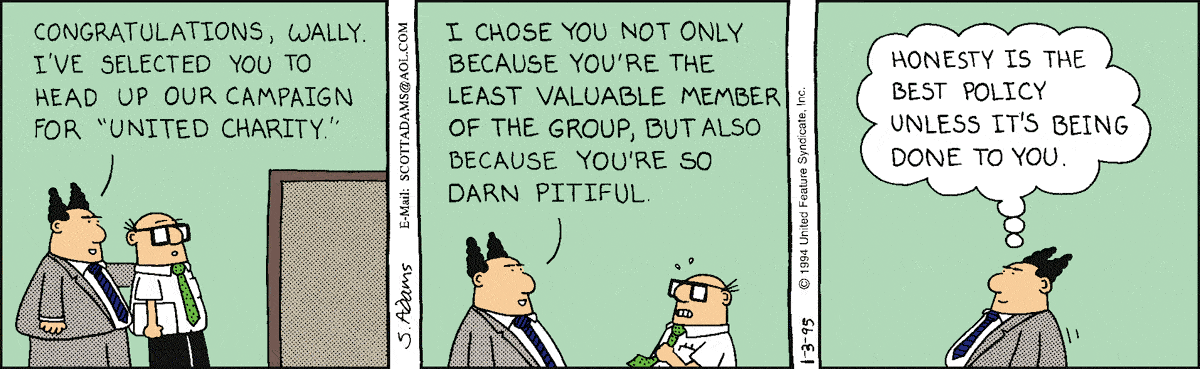 CONGRATULATIONS, WALLY.
I'VE SELECTED YOU TO
HEAD UP OUR CAMPAIGN
FOR "UNITED CHARITY."
S. Adams
E-Mail: SCOTTADAMS@AOL.COM
I CHOSE YOU NOT ONLY
BECAUSE YOU'RE THE
LEAST VALUABLE MEMBER
OF THE GROUP, BUT ALSO
BECAUSE YOU'RE SO
DARN PITIFUL.
1-3-95
© 1994 United Feature Syndicate, Inc.
HONESTY IS THE
BEST POLICY
UNLESS IT'S BEING
DONE TO YOU.